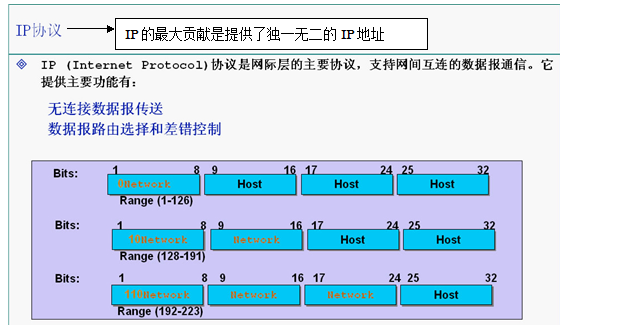 IP协议
IP的最大贡献是提供了独一无二的IP地址
IP (Internet Protocol)协议是网际层的主要协议，支持网间互连的数据报通信。它
提供主要功能有：
无连接数据报传送
数据报路由选择和差错控制
Bits: 1 8 9 16 17 24 25 32
0Network Host Host Host
Range (1-126)
Bits: 1 8 9 16 17 24 25 32
10Network Network Host Host
Range (128-191)
Bits: 1 8 9 16 17 24 25 32
110Network Network Network Host
Range (192-223)